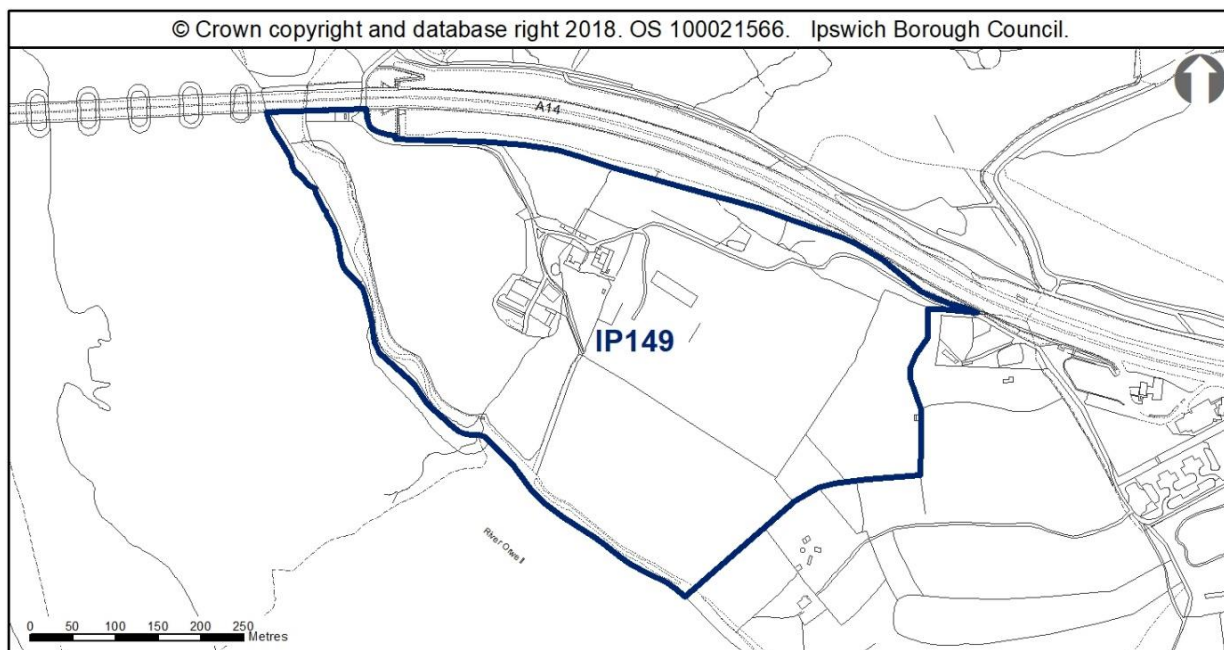 © Crown copyright and database right 2018. OS 100021566. Ipswich Borough Council.
A14
IP149
River Orwell
0 50 100 150 200 250
Metres